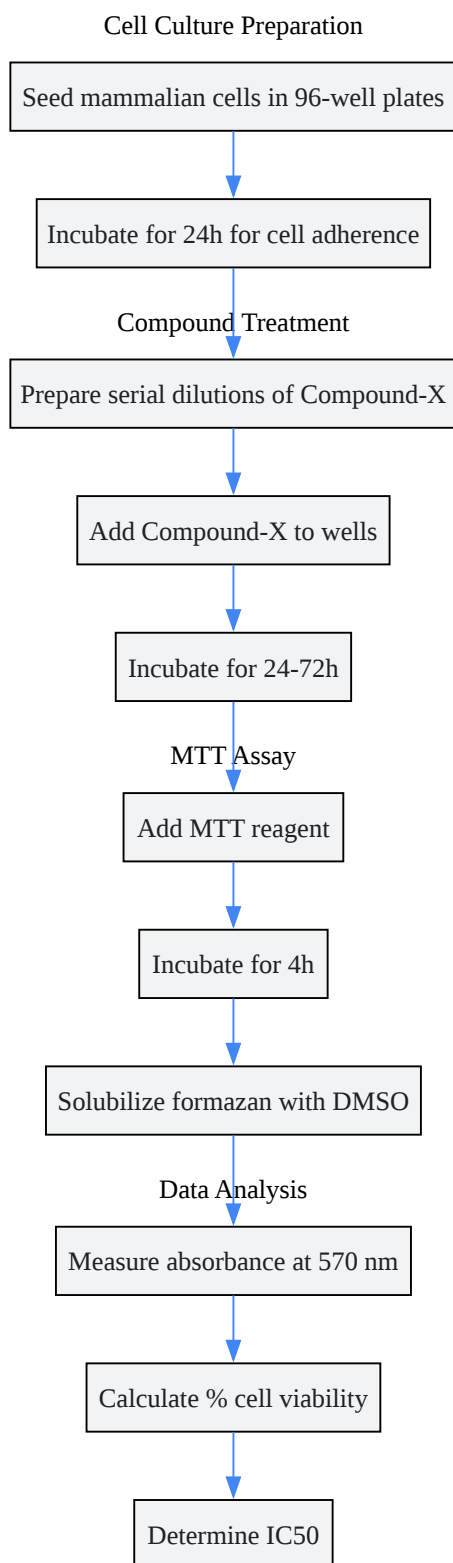 Cell Culture Preparation
Seed mammalian cells in 96-well plates
Incubate for 24h for cell adherence
Compound Treatment
Prepare serial dilutions of Compound-X
Add Compound-X to wells
Incubate for 24-72h
MTT Assay
Add MTT reagent
Incubate for 4h
Solubilize formazan with DMSO
Data Analysis
Measure absorbance at 570 nm
Calculate % cell viability
Determine IC50